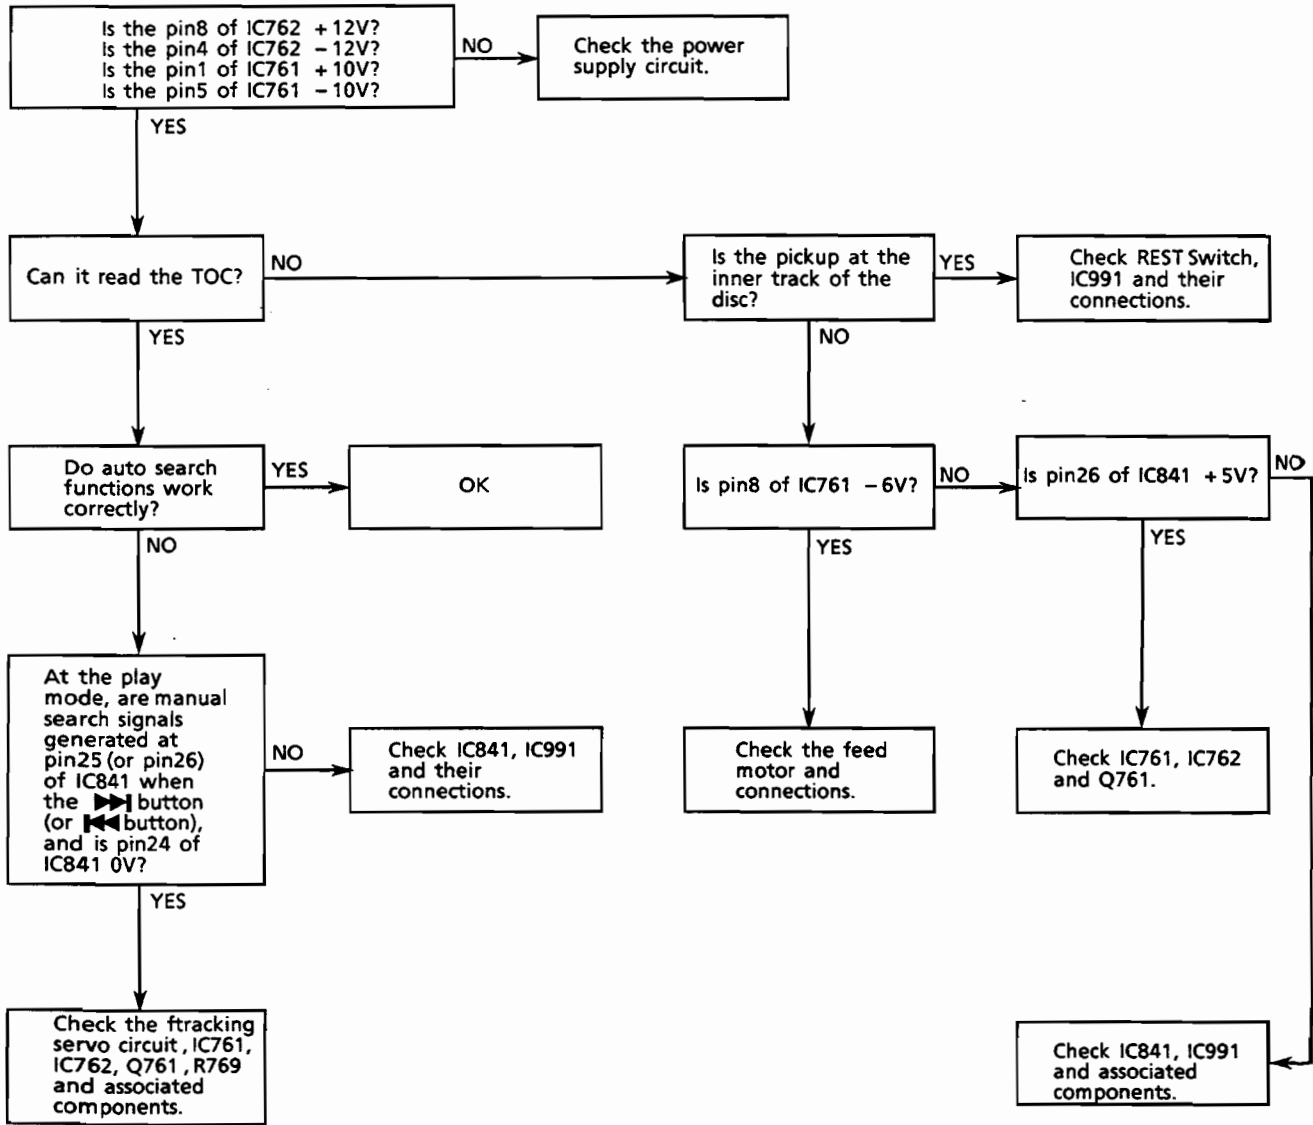 Is the pin8 of IC762 +12V?
Is the pin4 of IC762 −12V?
Is the pin1 of IC761 +10V?
Is the pin5 of IC761 −10V?
NO
Check the power
supply circuit.
YES
Can it read the TOC?
NO
Is the pickup at the
inner track of the
disc?
YES
Check REST Switch,
IC991 and their
connections.
YES
NO
Do auto search
functions work
correctly?
YES
OK
Is pin8 of IC761 −6V?
NO
Is pin26 of IC841 +5V?
NO
NO
YES
YES
At the play
mode, are manual
search signals
generated at
pin25 (or pin26)
of IC841 when
the ▶▶| button
(or |◀◀ button),
and is pin24 of
IC841 0V?
NO
Check IC841, IC991
and their
connections.
Check the feed
motor and
connections.
Check IC761, IC762
and Q761.
YES
Check the ftracking
servo circuit, IC761,
IC762, Q761, R769
and associated
components.
Check IC841, IC991
and associated
components.